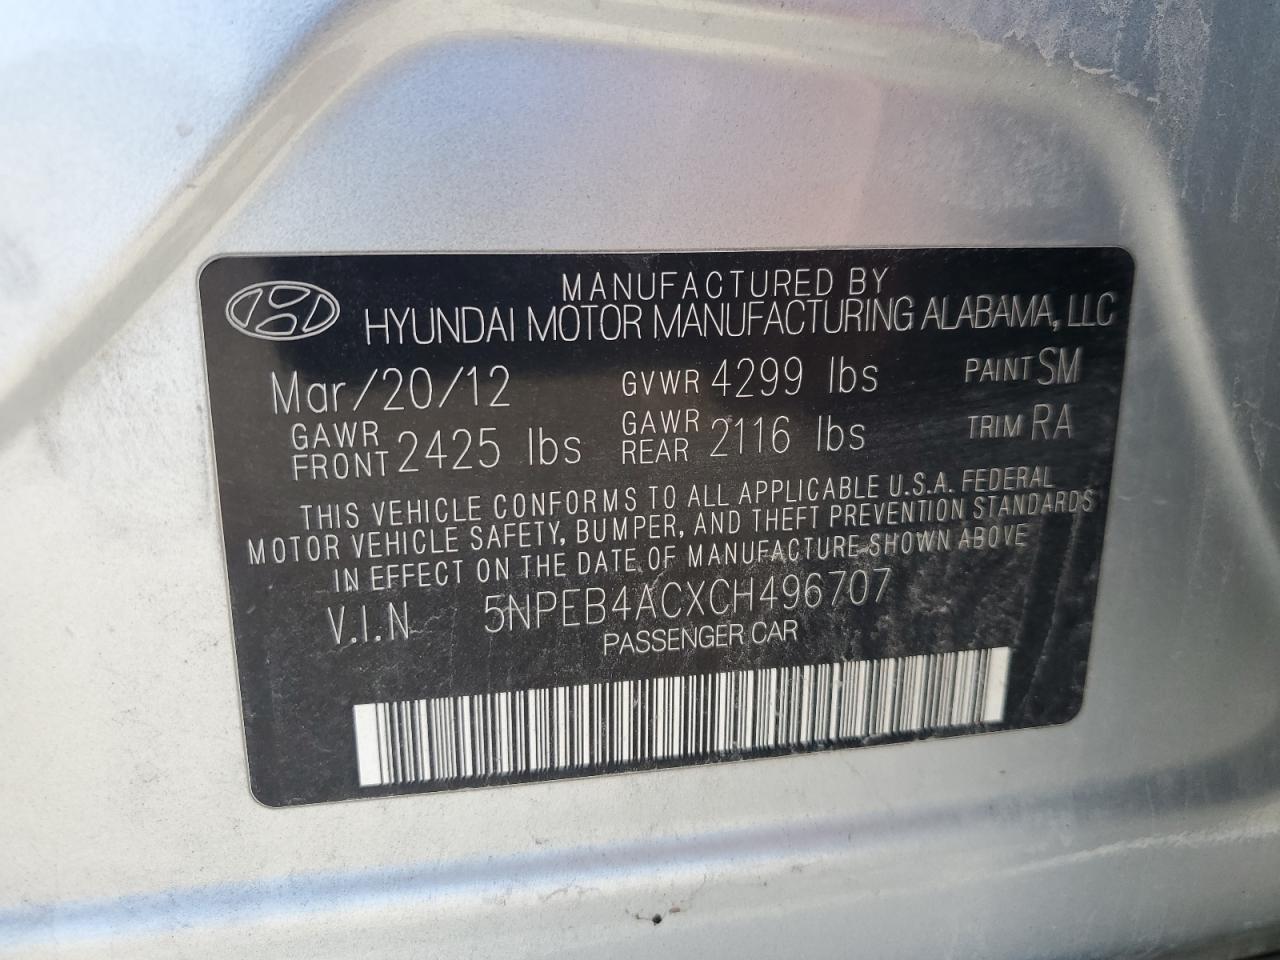 MANUFACTURED BY
HYUNDAI MOTOR MANUFACTURING ALABAMA, LLC
Mar/20/12 GVWR 4299 lbs PAINT SM
GAWR FRONT 2425 lbs GAWR REAR 2116 lbs TRIM RA
THIS VEHICLE CONFORMS TO ALL APPLICABLE U.S.A. FEDERAL
MOTOR VEHICLE SAFETY, BUMPER, AND THEFT PREVENTION STANDARDS
IN EFFECT ON THE DATE OF MANUFACTURE SHOWN ABOVE
V.I.N 5NPEB4ACXCH496707
PASSENGER CAR